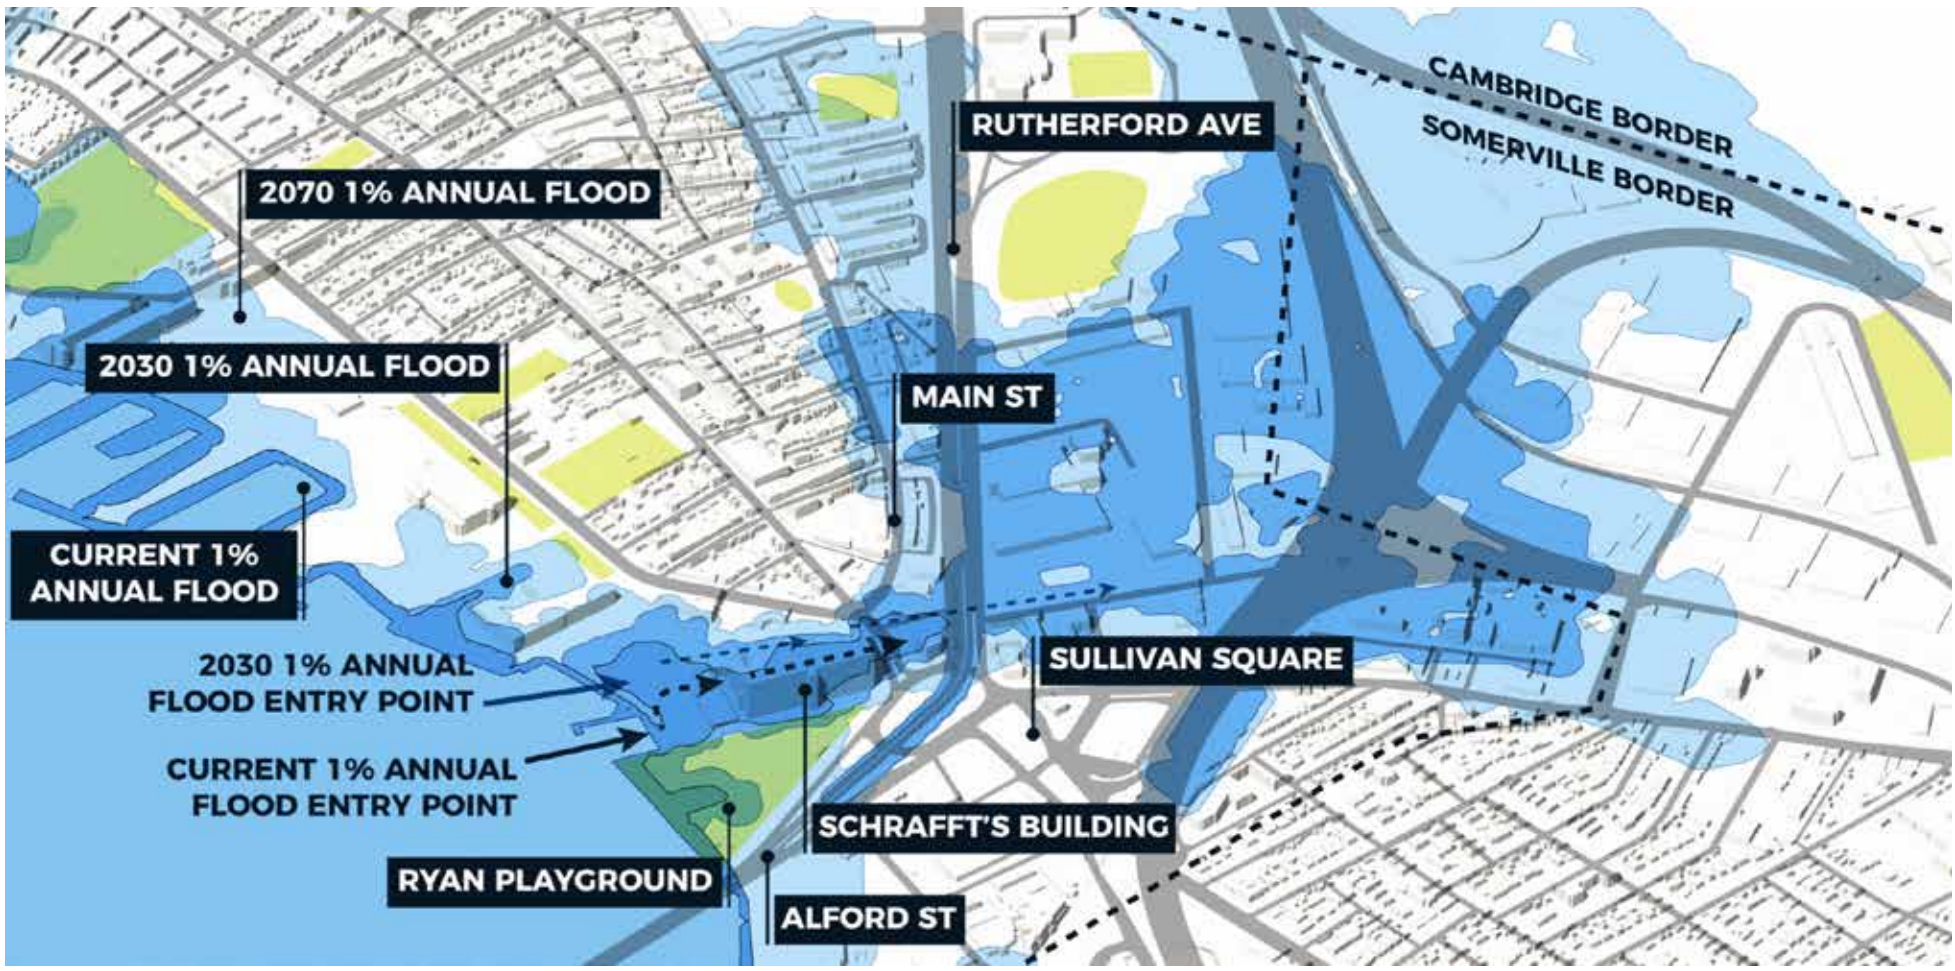 CAMBRIDGE BORDER
SOMERVILLE BORDER
RUTHERFORD AVE
2070 1% ANNUAL FLOOD
2030 1% ANNUAL FLOOD
MAIN ST
CURRENT 1%
ANNUAL FLOOD
2030 1% ANNUAL
FLOOD ENTRY POINT
SULLIVAN SQUARE
CURRENT 1% ANNUAL
FLOOD ENTRY POINT
SCHRAFFT'S BUILDING
RYAN PLAYGROUND
ALFORD ST